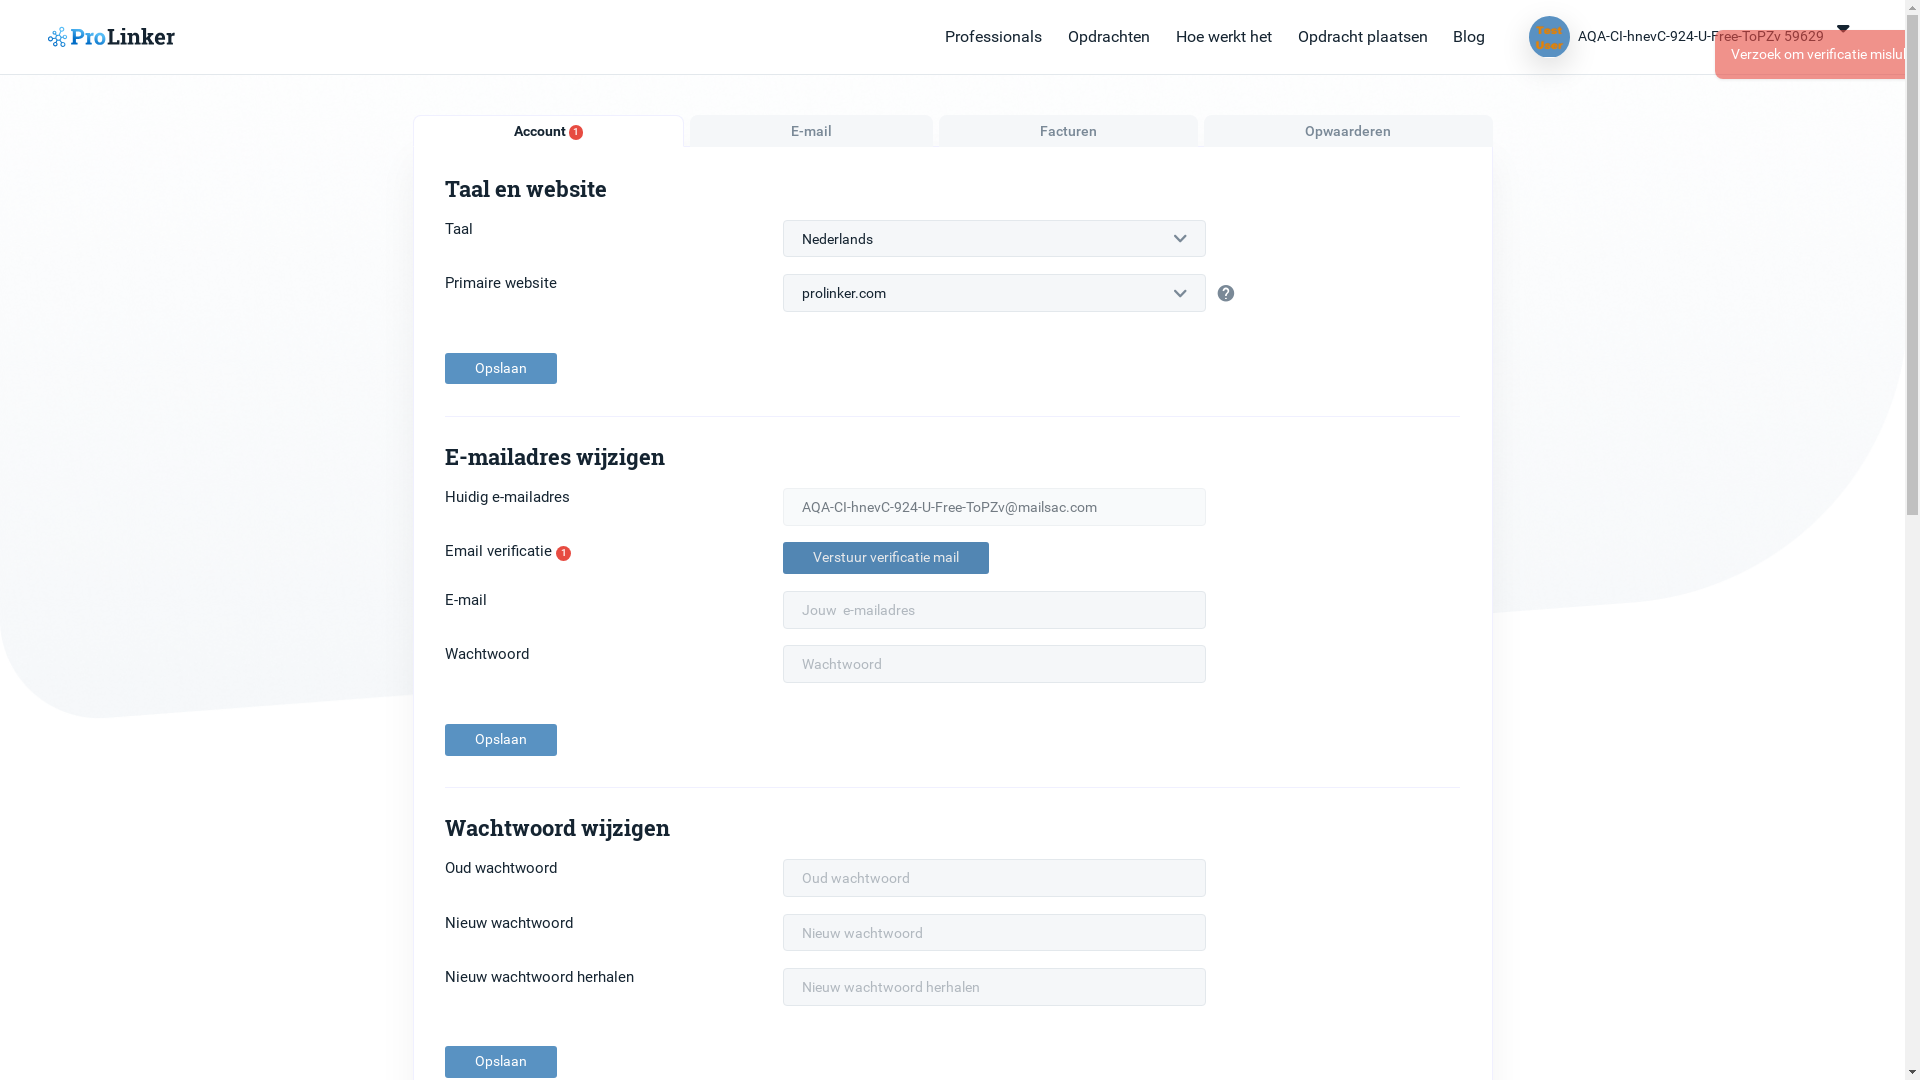 ProLinker
Professionals
Opdrachten
Hoe werkt het
Opdracht plaatsen
Blog
Test
User
AQA-CI-hnevC-924-U-Free-ToPZv 59629
Verzoek om verificatie
Account 1
E-mail
Facturen
Opwaarderen
Taal en website
Taal
Nederlands
Primaire website
prolinker.com
?
Opslaan
E-mailadres wijzigen
Huidig e-mailadres
AQA-CI-hnevC-924-U-Free-ToPZv@mailsac.com
Email verificatie 1
Verstuur verificatie mail
E-mail
Jouw e-mailadres
Wachtwoord
Wachtwoord
Opslaan
Wachtwoord wijzigen
Oud wachtwoord
Oud wachtwoord
Nieuw wachtwoord
Nieuw wachtwoord
Nieuw wachtwoord herhalen
Nieuw wachtwoord herhalen
Opslaan